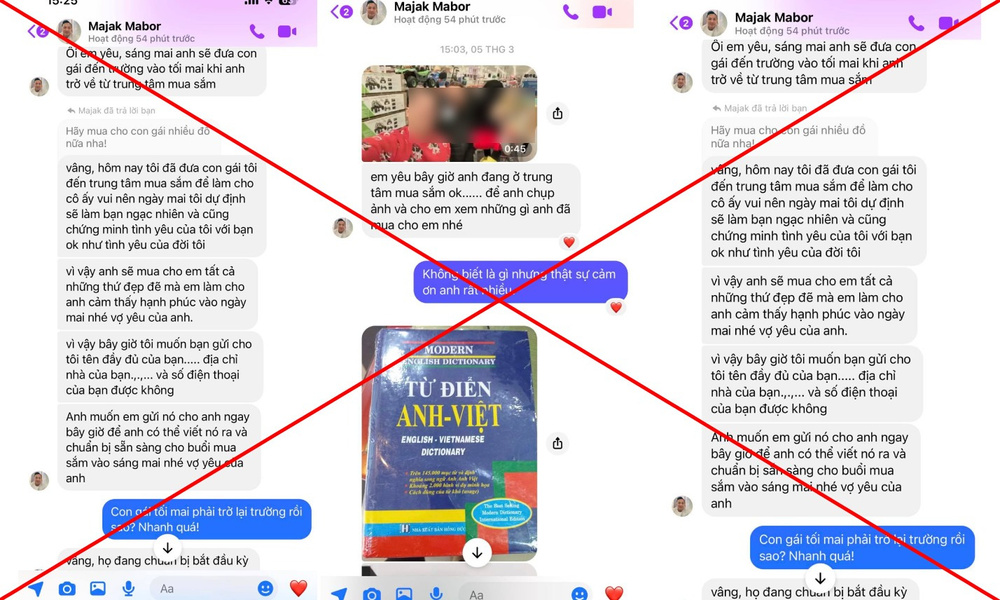 15:25
2
Majak Mabor
Hoạt động 54 phút trước
Ôi em yêu, sáng mai anh sẽ đưa con
gái đến trường vào tối mai khi anh
trở về từ trung tâm mua sắm
Majak đã trả lời bạn
Hãy mua cho con gái nhiều đồ
nữa nha!
vâng, hôm nay tôi đã đưa con gái tôi
đến trung tâm mua sắm để làm cho
cô ấy vui nên ngày mai tôi dự định
sẽ làm bạn ngạc nhiên và cũng
chứng minh tình yêu của tôi với bạn
ok như tình yêu của đời tôi
vì vậy anh sẽ mua cho em tất cả
những thứ đẹp đẽ mà em làm cho
anh cảm thấy hạnh phúc vào ngày
mai nhé vợ yêu của anh.
vì vậy bây giờ tôi muốn bạn gửi cho
tôi tên đầy đủ của bạn..... địa chỉ
nhà của bạn.,.,... và số điện thoại
của bạn được không
Anh muốn em gửi nó cho anh ngay
bây giờ để anh có thể viết nó ra và
chuẩn bị sẵn sàng cho buổi mua
sắm vào sáng mai nhé vợ yêu của
anh
Con gái tối mai phải trở lại trường rồi
sao? Nhanh quá!
vâng, họ đang chuẩn bị bắt đầu kỳ
Aa
2
Majak Mabor
Hoạt động 54 phút trước
15:03, 05 THG 3
0:45
em yêu bây giờ anh đang ở trung
tâm mua sắm ok...... để anh chụp
ảnh và cho em xem những gì anh đã
mua cho em nhé
Không biết là gì nhưng thật sự cảm
ơn anh rất nhiều
MODERN
ENGLISH DICTIONARY
TỪ ĐIỂN
ANH-VIỆT
ENGLISH - VIETNAMESE
DICTIONARY
The Best Selling
Modern Dictionary
International Edition
NHÀ XUẤT BẢN HỒNG ĐỨC
Aa
2
Majak Mabor
Hoạt động 54 phút trước
Ôi em yêu, sáng mai anh sẽ đưa con
gái đến trường vào tối mai khi anh
trở về từ trung tâm mua sắm
Majak đã trả lời bạn
Hãy mua cho con gái nhiều đồ
nữa nha!
vâng, hôm nay tôi đã đưa con gái tôi
đến trung tâm mua sắm để làm cho
cô ấy vui nên ngày mai tôi dự định
sẽ làm bạn ngạc nhiên và cũng
chứng minh tình yêu của tôi với bạn
ok như tình yêu của đời tôi
vì vậy anh sẽ mua cho em tất cả
những thứ đẹp đẽ mà em làm cho
anh cảm thấy hạnh phúc vào ngày
mai nhé vợ yêu của anh.
vì vậy bây giờ tôi muốn bạn gửi cho
tôi tên đầy đủ của bạn..... địa chỉ
nhà của bạn.,.,... và số điện thoại
của bạn được không
Anh muốn em gửi nó cho anh ngay
bây giờ để anh có thể viết nó ra và
chuẩn bị sẵn sàng cho buổi mua
sắm vào sáng mai nhé vợ yêu của
anh
Con gái tối mai phải trở lại trường rồi
sao? Nhanh quá!
vâng, họ đang chuẩn bị bắt đầu kỳ
Aa